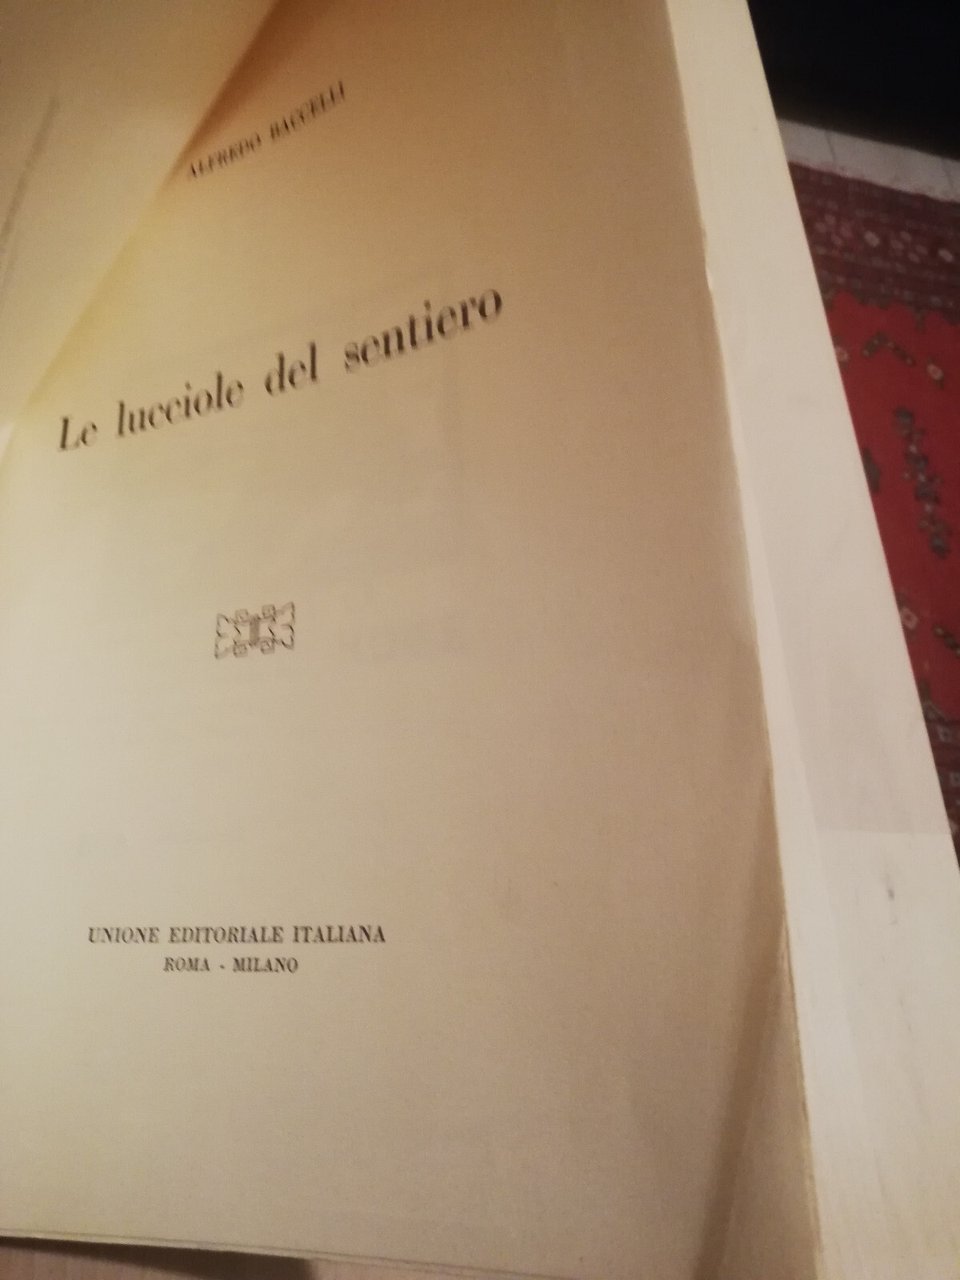 ALFREDO BACCELLI
Le lucciole del sentiero
UNIONE EDITORIALE ITALIANA
ROMA - MILANO